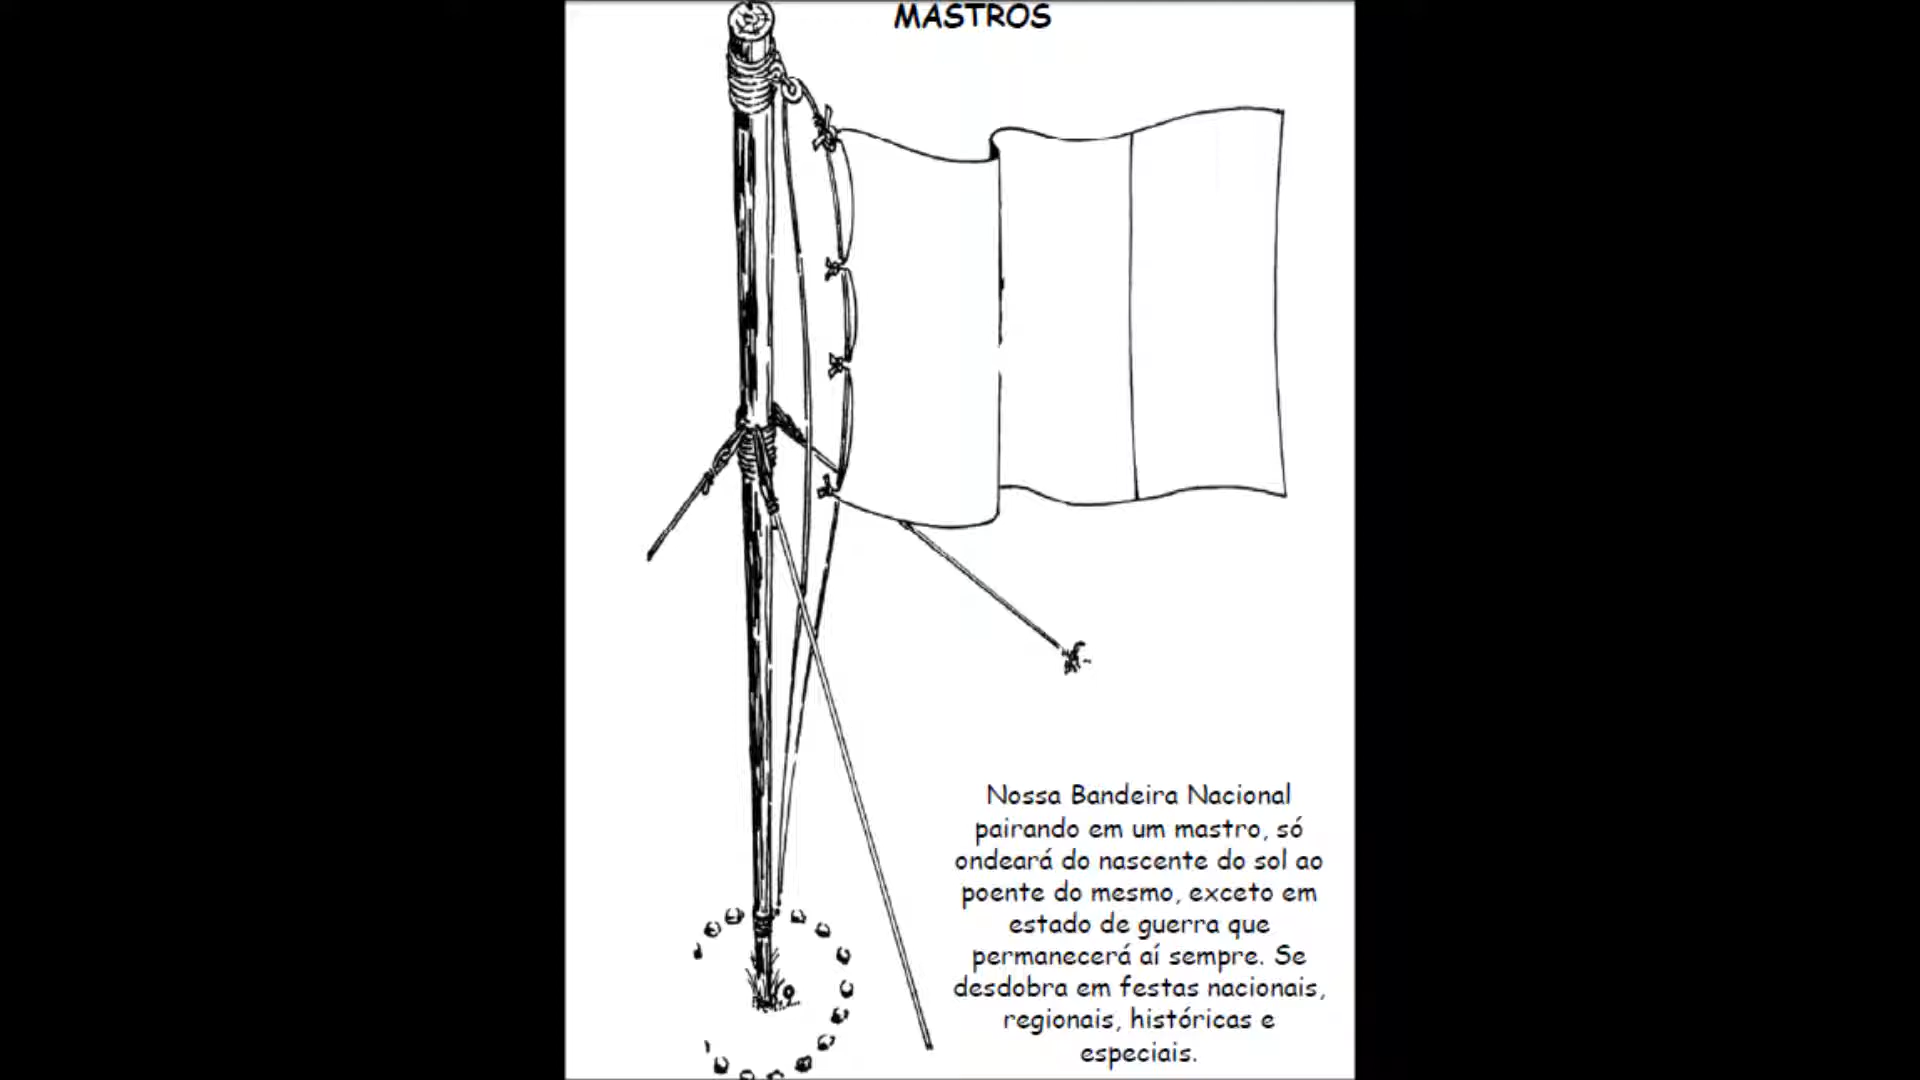 MASTROS
Nossa Bandeira Nacional
pairando em um mastro, só
ondeará do nascente do sol ao
poente do mesmo, exceto em
estado de guerra que
permanecerá aí sempre. Se
desdobra em festas nacionais,
regionais, históricas e
especiais.